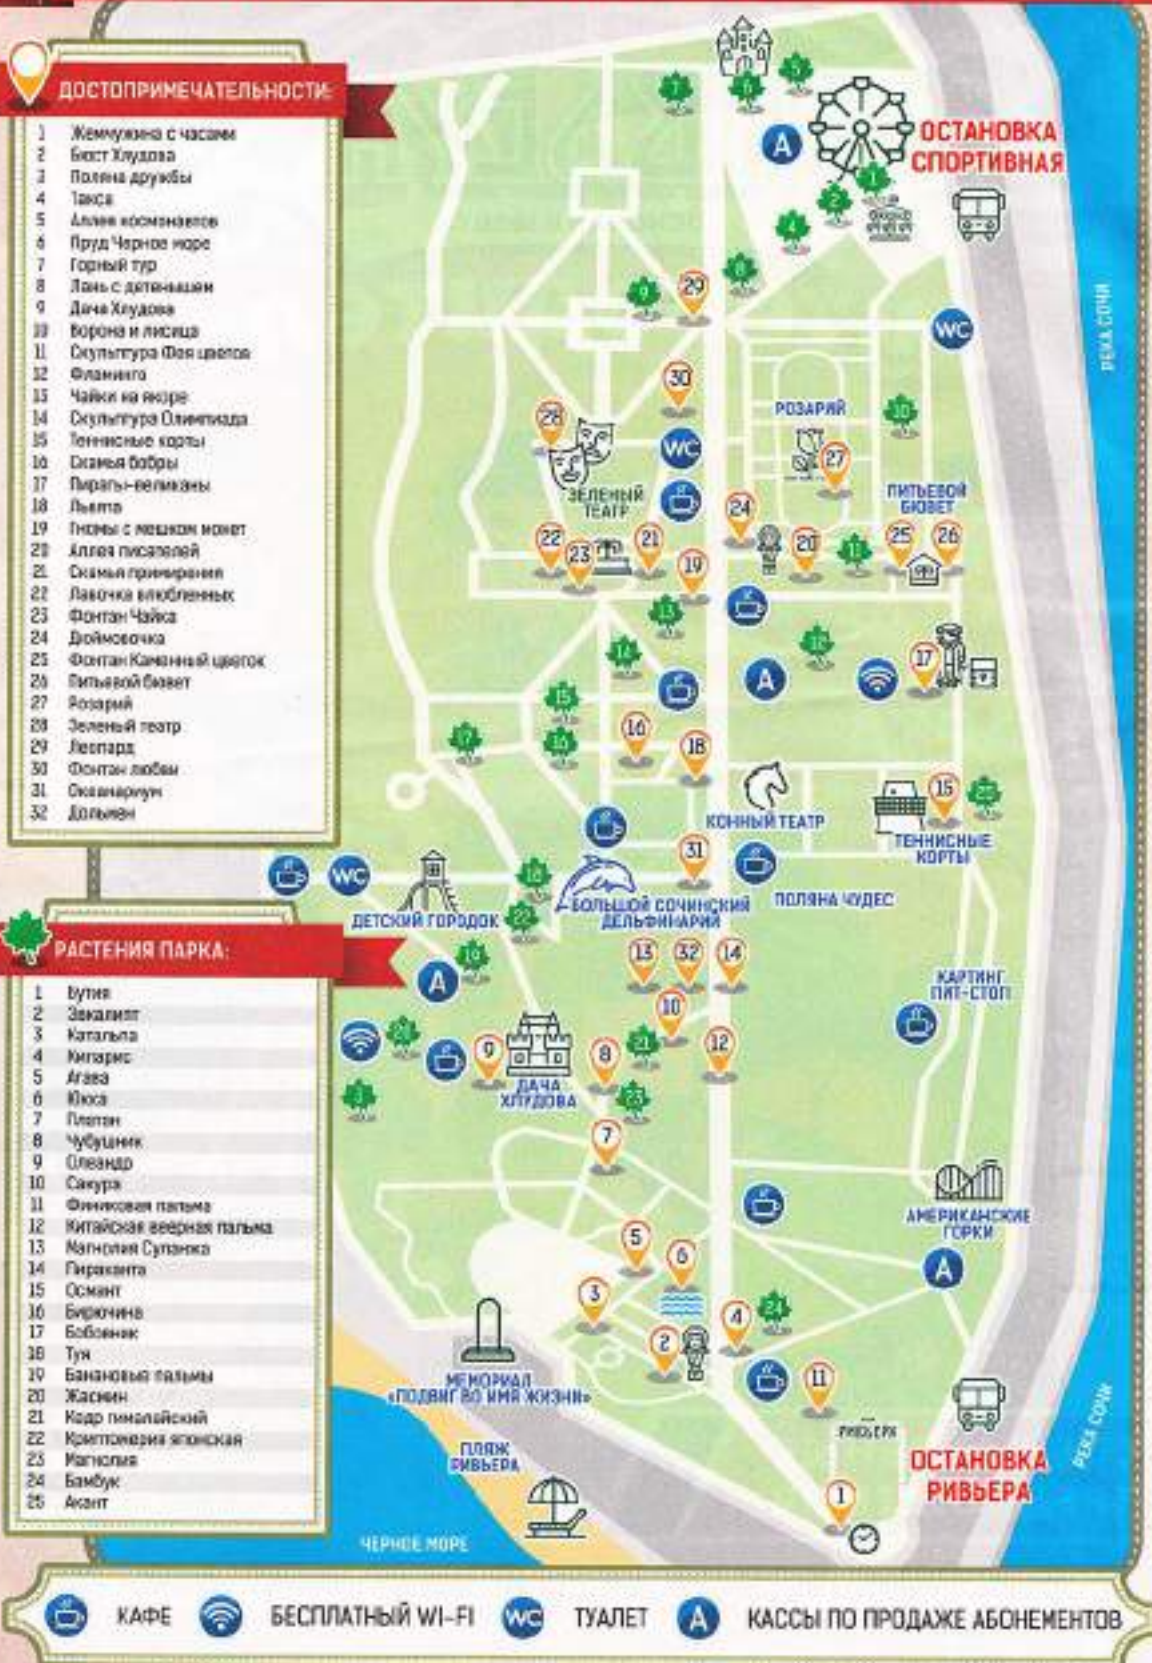 ДОСТОПРИМЕЧАТЕЛЬНОСТИ:
1 Жемчужина с часами
2 Бюст Хлудова
3 Поляна дружбы
4 Такса
5 Аллея космонавтов
6 Пруд Черное море
7 Горный тур
8 Лань с детенышем
9 Дача Хлудова
10 Ворона и лисица
11 Скульптура Фея цветов
12 Фламинго
13 Чайки на якоре
14 Скульптура Олимпиада
15 Теннисные корты
16 Скамья бобры
17 Пираты-великаны
18 Львята
19 Гномы с мешком монет
20 Аллея писателей
21 Скамья примирения
22 Лавочка влюбленных
23 Фонтан Чайка
24 Дюймовочка
25 Фонтан Каменный цветок
26 Питьевой бювет
27 Розарий
28 Зеленый театр
29 Леопард
30 Фонтан любви
31 Океанариум
32 Дольмен
РАСТЕНИЯ ПАРКА:
1 Бутия
2 Эвкалипт
3 Катальпа
4 Кипарис
5 Агава
6 Юкка
7 Платан
8 Чубушник
9 Олеандр
10 Сакура
11 Финиковая пальма
12 Китайская веерная пальма
13 Магнолия Суланжа
14 Пираканта
15 Османт
16 Бирючина
17 Бобовник
18 Туя
19 Банановые пальмы
20 Жасмин
21 Кедр гималайский
22 Криптомерия японская
23 Магнолия
24 Бамбук
25 Акант
ОСТАНОВКА
СПОРТИВНАЯ
РЕКА СОЧИ
РОЗАРИЙ
ЗЕЛЕНЫЙ
ТЕАТР
ПИТЬЕВОЙ
БЮВЕТ
КОННЫЙ ТЕАТР
ТЕННИСНЫЕ
КОРТЫ
ДЕТСКИЙ ГОРОДОК
БОЛЬШОЙ СОЧИНСКИЙ
ДЕЛЬФИНАРИЙ
ПОЛЯНА ЧУДЕС
КАРТИНГ
ПИТ-СТОП
ДАЧА
ХЛУДОВА
АМЕРИКАНСКИЕ
ГОРКИ
МЕМОРИАЛ
«ПОДВИГ ВО ИМЯ ЖИЗНИ»
ПЛЯЖ
РИВЬЕРА
РИВЬЕРА
ОСТАНОВКА
РИВЬЕРА
РЕКА СОЧИ
ЧЕРНОЕ МОРЕ
КАФЕ
БЕСПЛАТНЫЙ WI-FI
WC ТУАЛЕТ
А КАССЫ ПО ПРОДАЖЕ АБОНЕМЕНТОВ